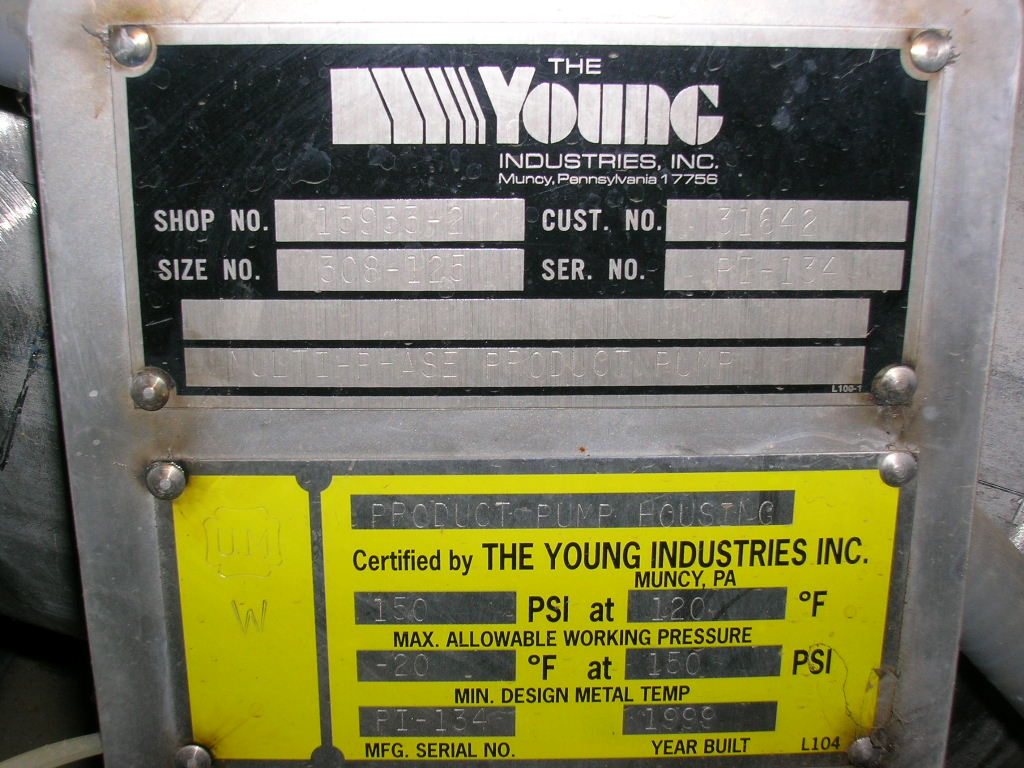 THE
YOUNG
INDUSTRIES, INC.
Muncy, Pennsylvania 17756
SHOP NO. 13933-2 CUST. NO. 31642
SIZE NO. 308-125 SER. NO. PI-134
MULTI-PHASE PRODUCT PUMP
L100-1
PRODUCT PUMP HOUSING
U.M
W
Certified by THE YOUNG INDUSTRIES INC.
MUNCY, PA
150 PSI at 120 °F
MAX. ALLOWABLE WORKING PRESSURE
-20 °F at 150 PSI
MIN. DESIGN METAL TEMP
PI-134 1999
MFG. SERIAL NO. YEAR BUILT L104